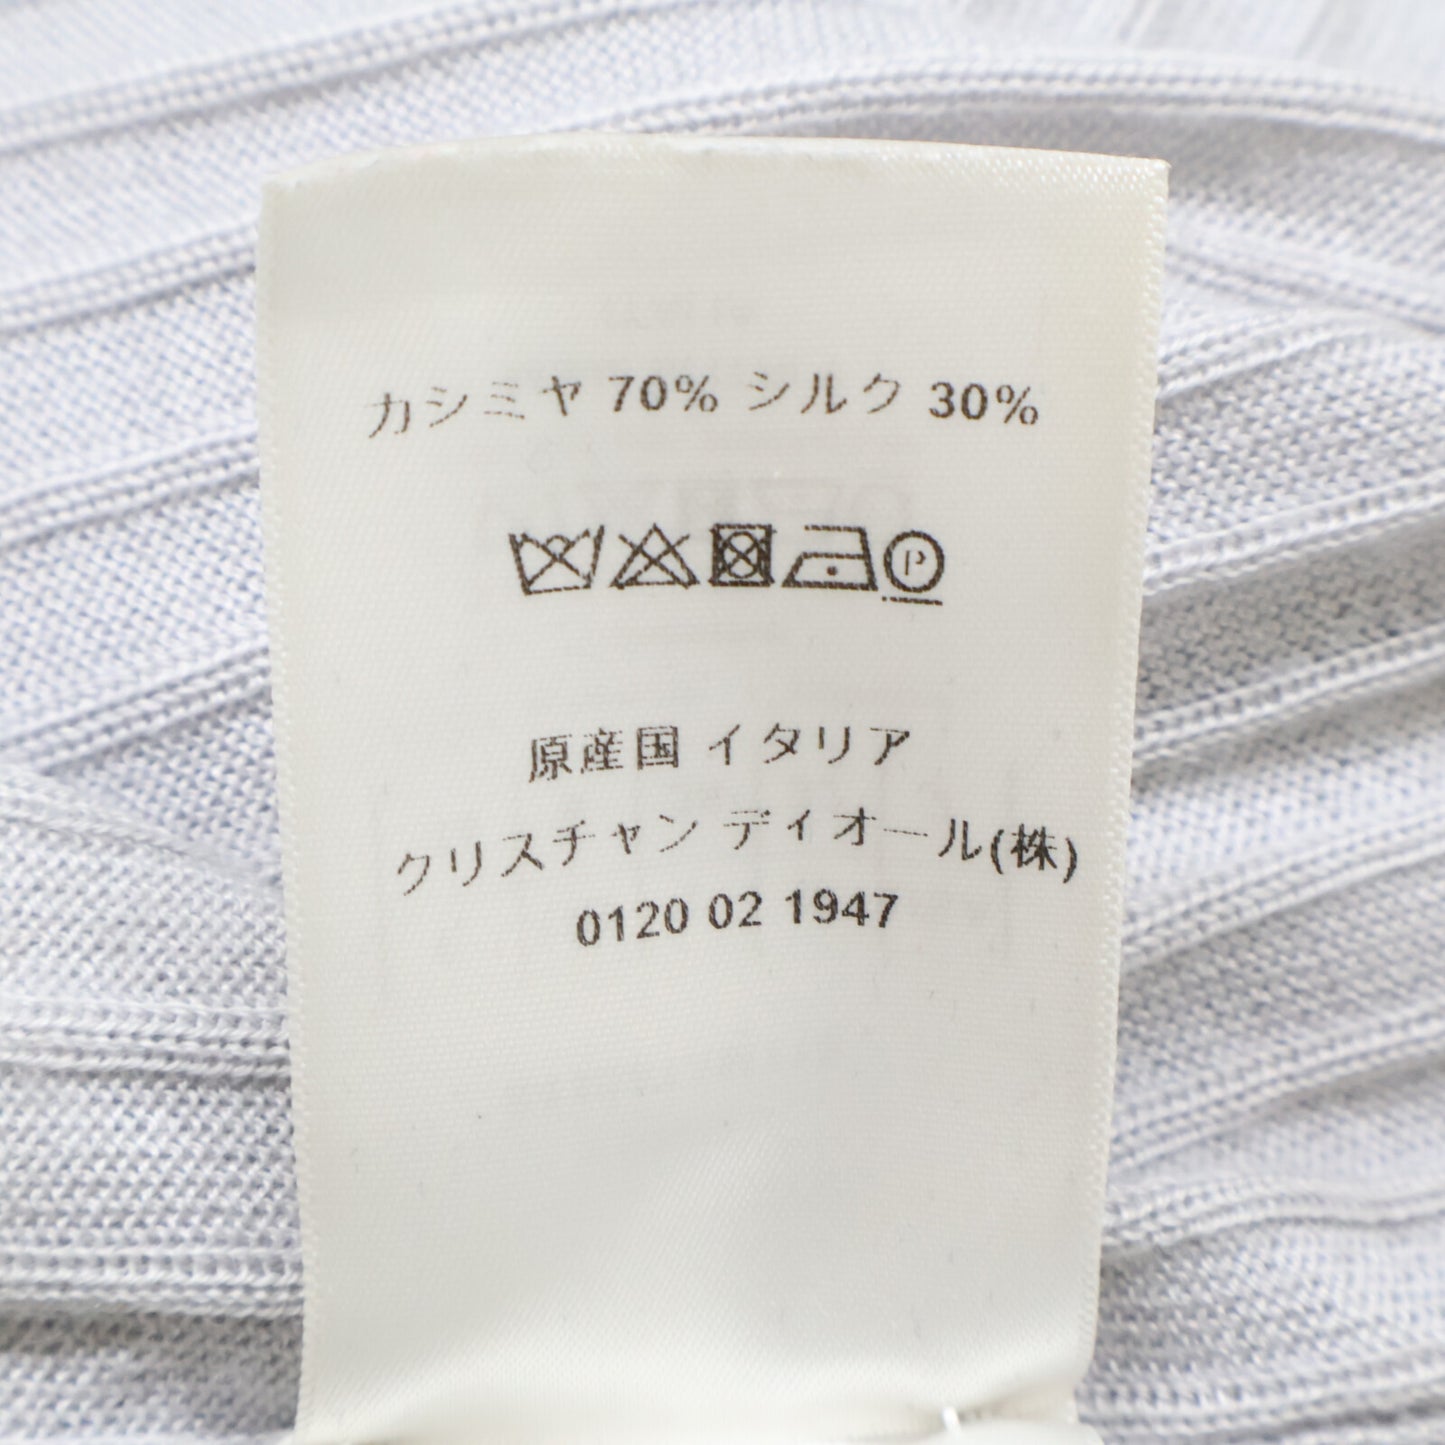 カシミヤ 70% シルク 30%
P
原産国 イタリア
クリスチャン ディオール(株)
0120 02 1947